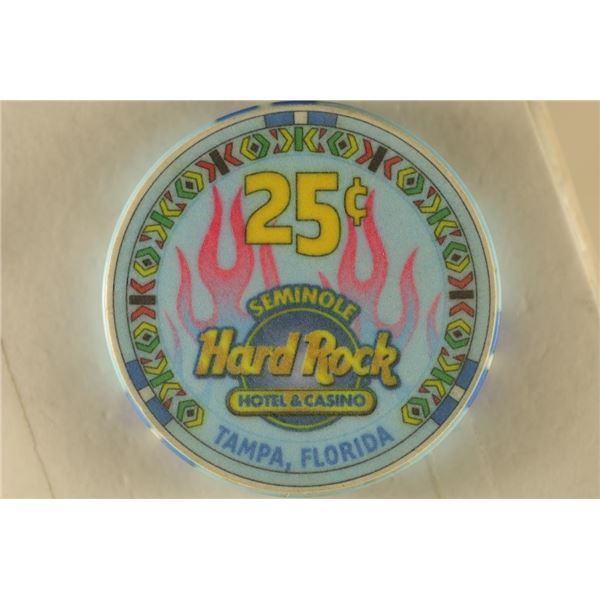 25¢
SEMINOLE
Hard Rock
HOTEL & CASINO
TAMPA, FLORIDA